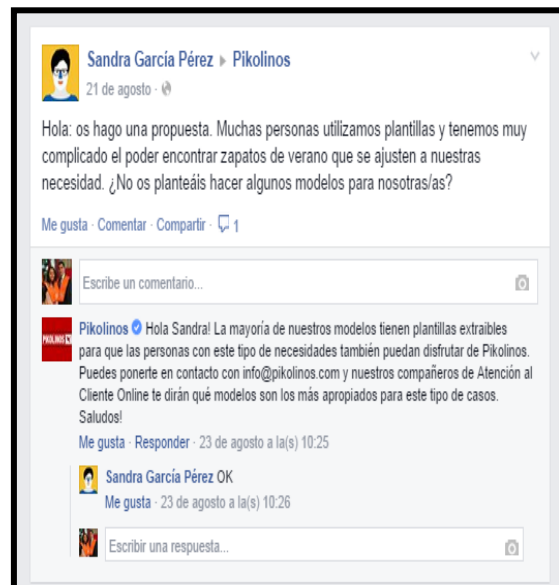 Sandra García Pérez ▸ Pikolinos
21 de agosto ·
Hola: os hago una propuesta. Muchas personas utilizamos plantillas y tenemos muy
complicado el poder encontrar zapatos de verano que se ajusten a nuestras
necesidad. ¿No os planteáis hacer algunos modelos para nosotras/as?
Me gusta · Comentar · Compartir · 1
Escribe un comentario...
PIKOLINOS
Pikolinos Hola Sandra! La mayoría de nuestros modelos tienen plantillas extraibles
para que las personas con este tipo de necesidades también puedan disfrutar de Pikolinos.
Puedes ponerte en contacto con info@pikolinos.com y nuestros compañeros de Atención al
Cliente Online te dirán qué modelos son los más apropiados para este tipo de casos.
Saludos!
Me gusta · Responder · 23 de agosto a la(s) 10:25
Sandra García Pérez OK
Me gusta · 23 de agosto a la(s) 10:26
Escribir una respuesta...